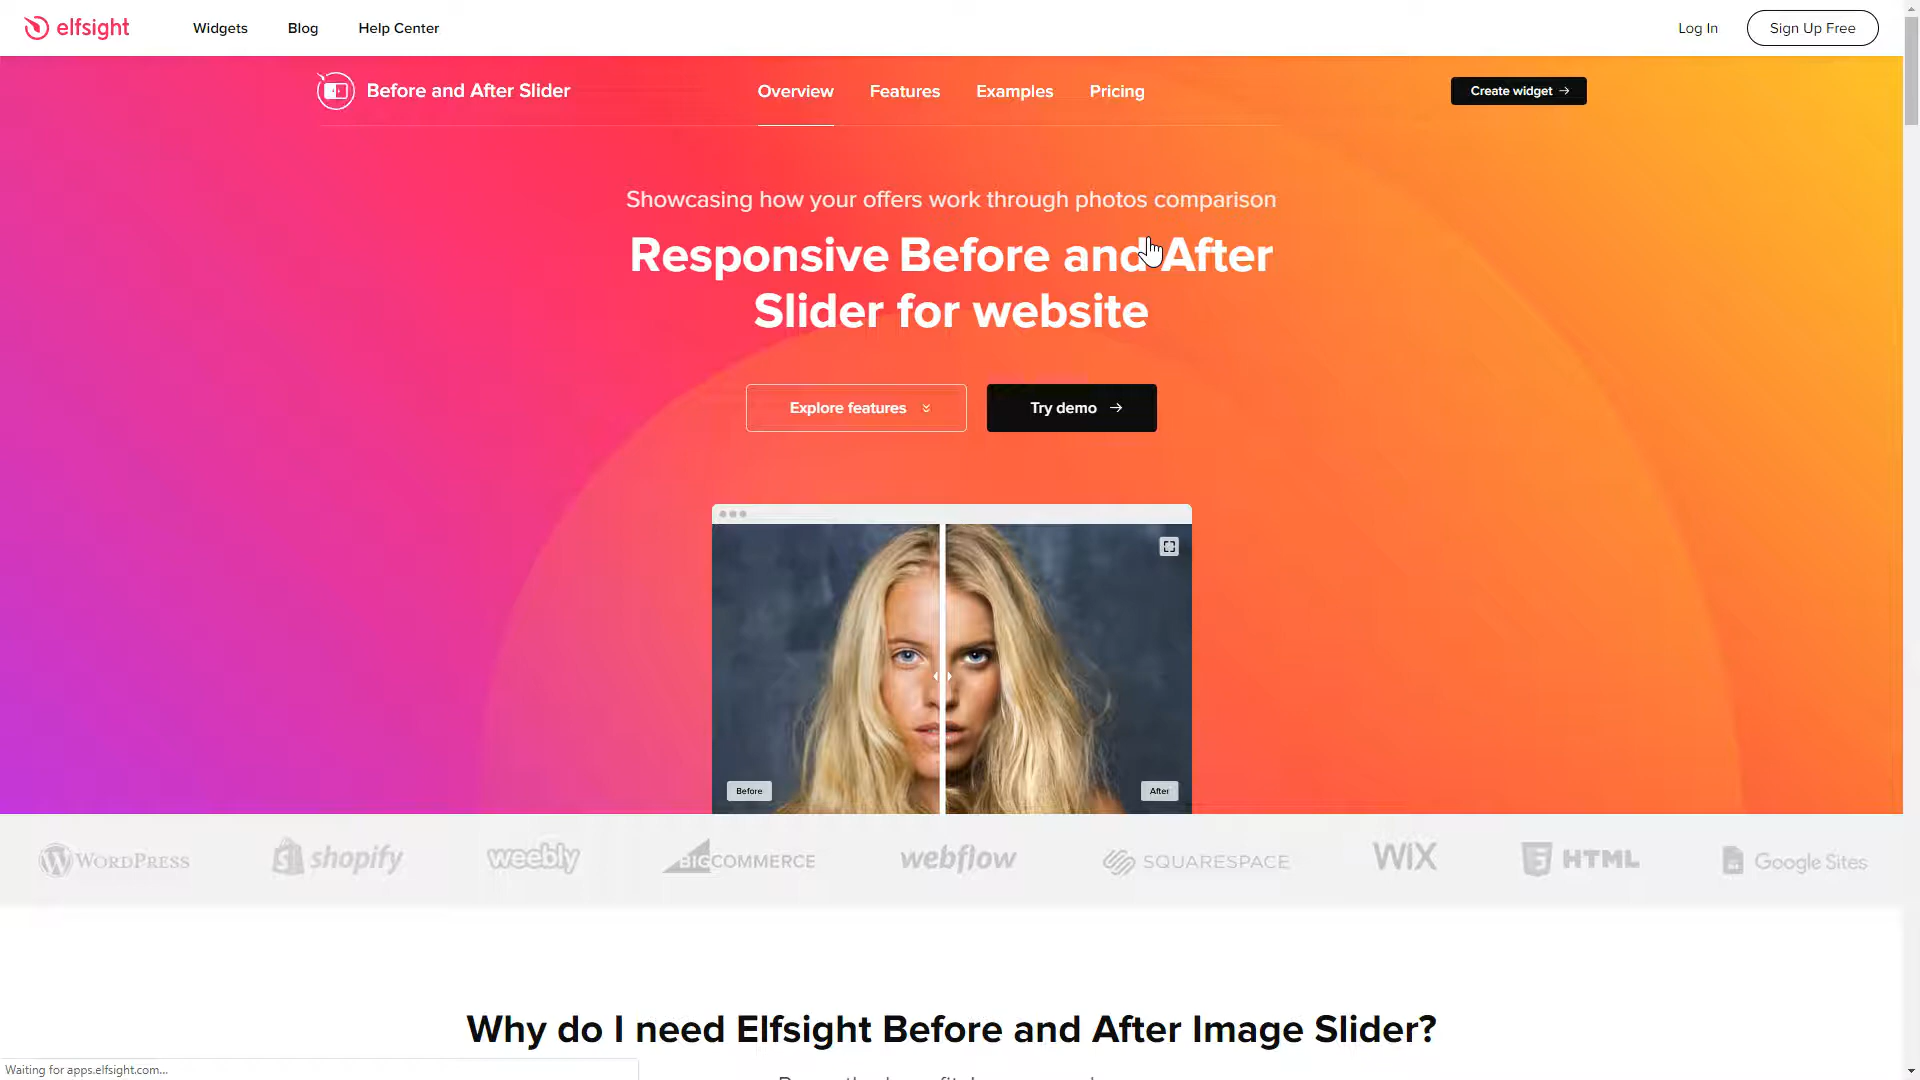 elfsight
Widgets
Blog
Help Center
Log In
Sign Up Free
Before and After Slider
Overview
Features
Examples
Pricing
Create widget
Showcasing how your offers work through photos comparison
Responsive Before and After
Slider for website
Explore features
Try demo
Before
After
WORDPRESS
shopify
weebly
BIGCOMMERCE
webflow
SQUARESPACE
WiX
HTML
Google Sites
Why do I need Elfsight Before and After Image Slider?
Waiting for apps.elfsight.com...